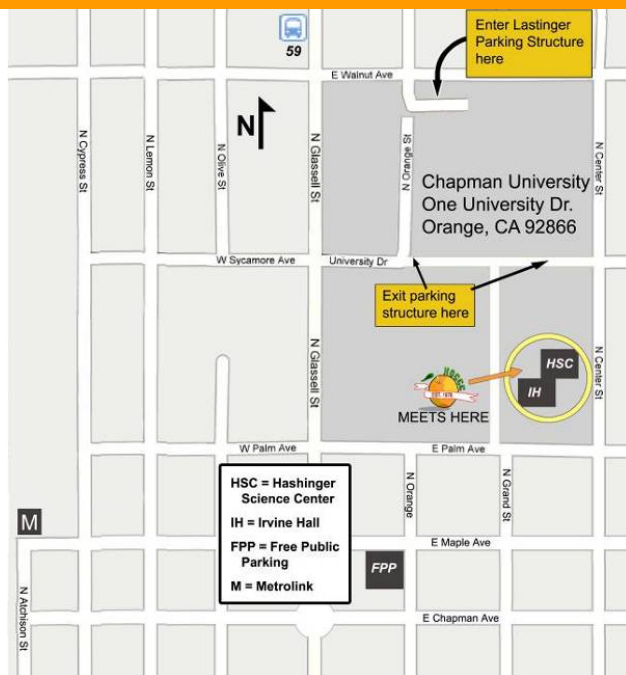 Enter Lastinger
Parking Structure
here
59
E Walnut Ave
N
N Cypress St
N Lemon St
N Olive St
N Glassell St
N Orange St
N Center St
Chapman University
One University Dr.
Orange, CA 92866
W Sycamore Ave
University Dr
Exit parking
structure here
N Glassell St
N Center St
HSC
IH
HSCCC
EST. 1978
MEETS HERE
W Palm Ave
E Palm Ave
HSC = Hashinger
Science Center
IH = Irvine Hall
FPP = Free Public
Parking
M = Metrolink
N Orange
N Grand St
M
E Maple Ave
FPP
N Atchison St
E Chapman Ave